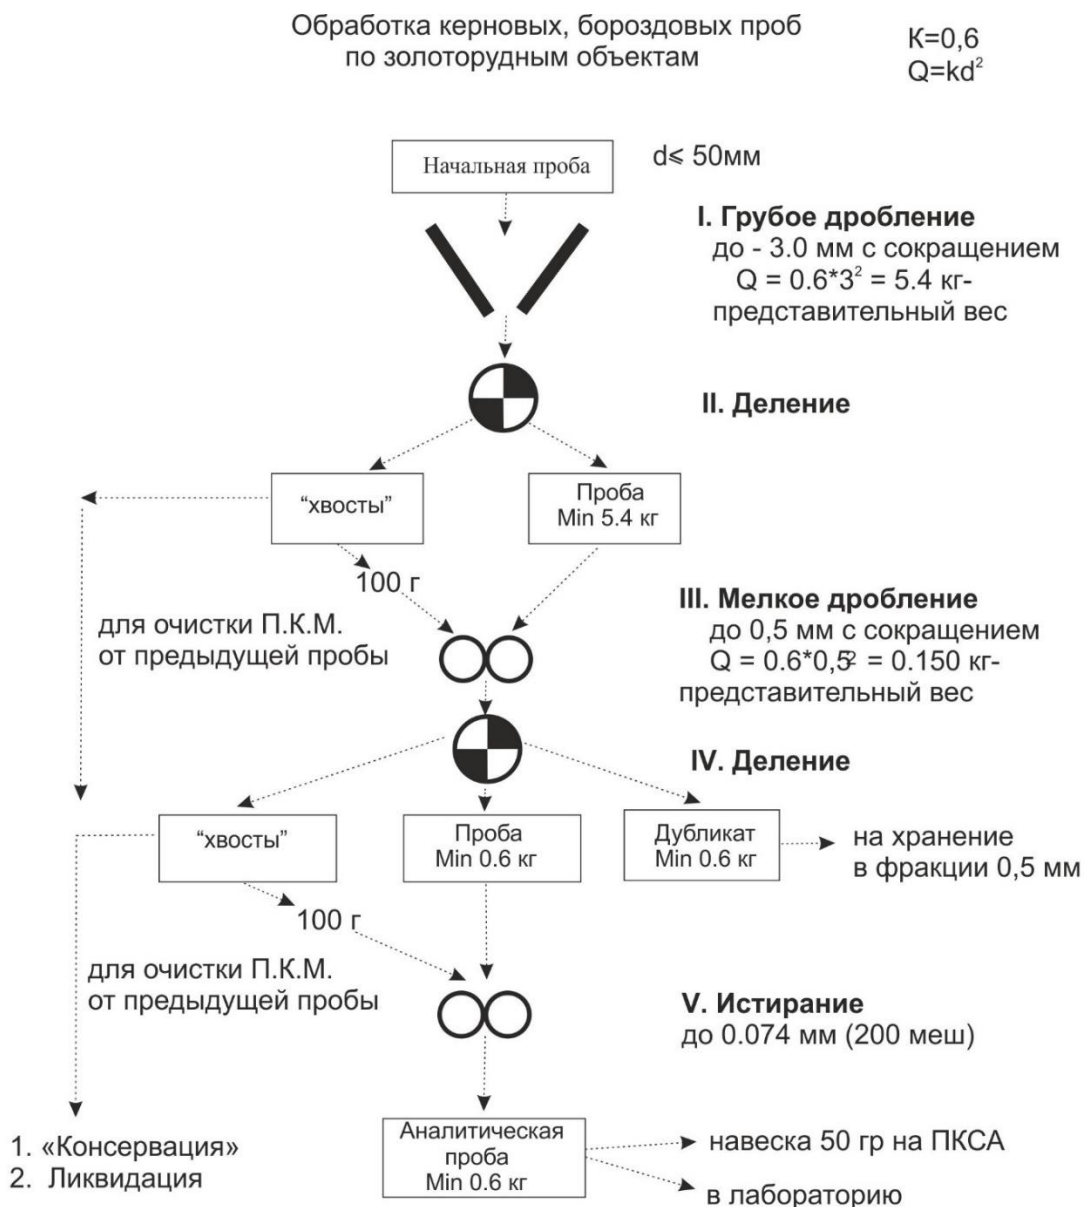 Обработка керновых, бороздовых проб
по золоторудным объектам
К=0,6
Q=kd²
Начальная проба
d⩽ 50мм
I. Грубое дробление
до - 3.0 мм с сокращением
Q = 0.6*3² = 5.4 кг-
представительный вес
II. Деление
“хвосты”
Проба
Min 5.4 кг
100 г
для очистки П.К.М.
от предыдущей пробы
III. Мелкое дробление
до 0,5 мм с сокращением
Q = 0.6*0,5² = 0.150 кг-
представительный вес
IV. Деление
“хвосты”
Проба
Min 0.6 кг
Дубликат
Min 0.6 кг
на хранение
в фракции 0,5 мм
100 г
для очистки П.К.М.
от предыдущей пробы
V. Истирание
до 0.074 мм (200 меш)
1. «Консервация»
2. Ликвидация
Аналитическая
проба
Min 0.6 кг
навеска 50 гр на ПКСА
в лабораторию